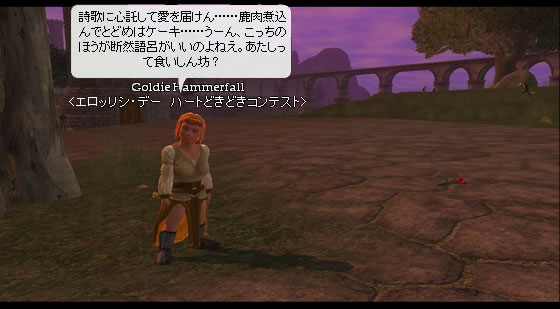 詩歌に心託して愛を届けん……鹿肉煮込
んでとどめはケーキ……うーん、こっちの
ほうが断然語呂がいいのよねえ。あたしっ
て食いしん坊？
Goldie Hammerfall
<エロッリシ・デー　ハートどきどきコンテスト>